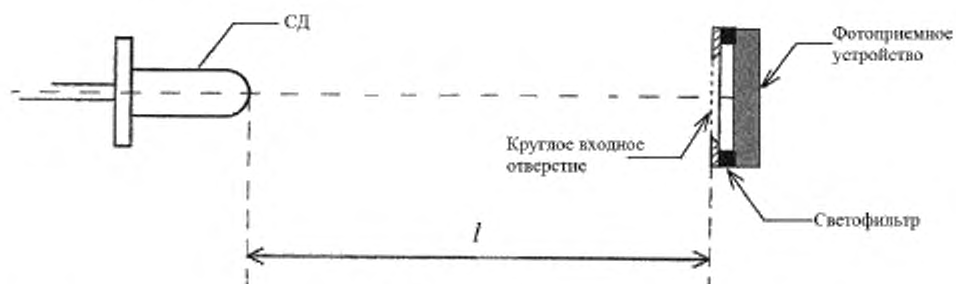 СД
Фотоприемное
устройство
Круглое входное
отверстие
Светофильтр
l